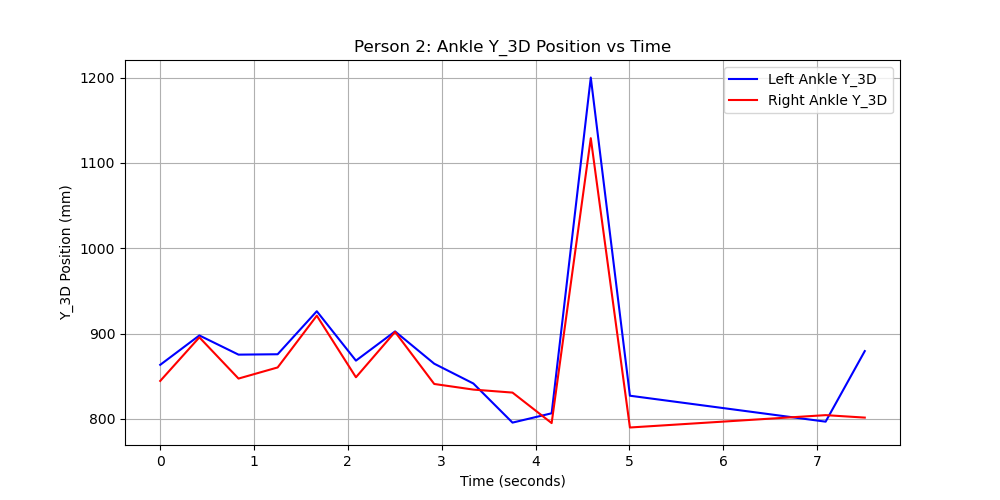 Person 2: Ankle Y_3D Position vs Time
Left Ankle Y_3D
Right Ankle Y_3D
Y_3D Position (mm)
1200
1100
1000
900
800
0 1 2 3 4 5 6 7
Time (seconds)